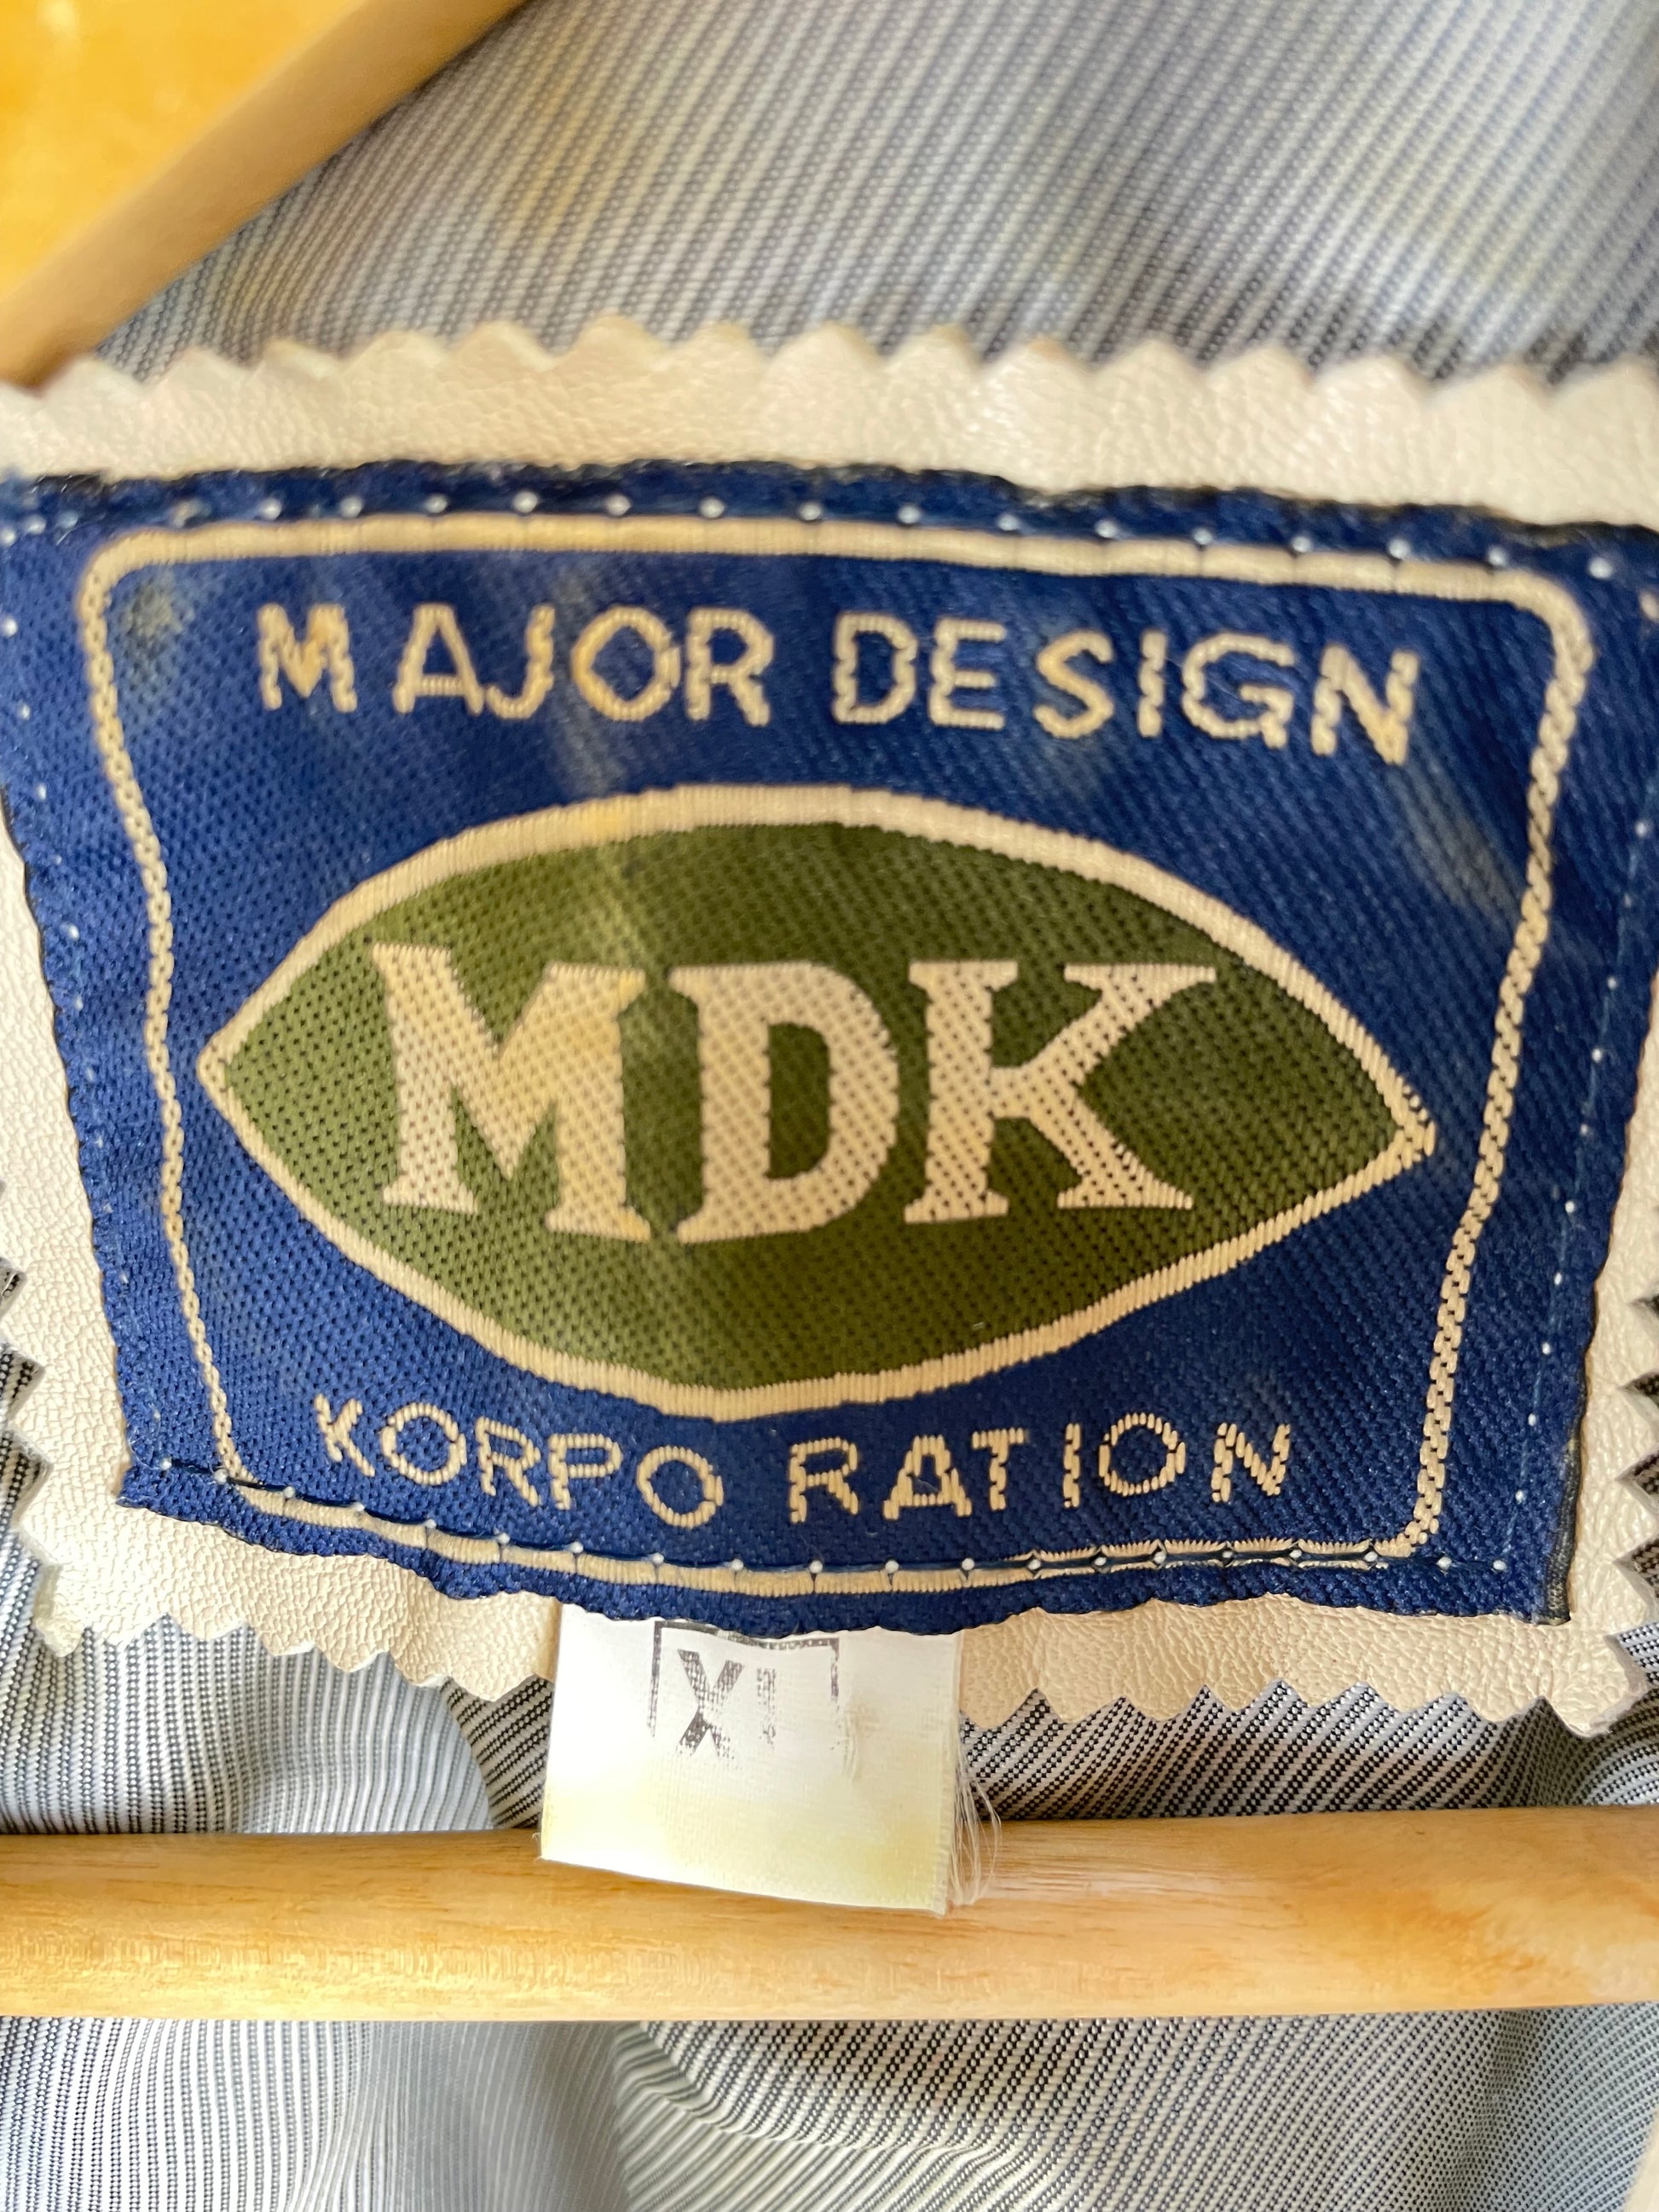 MAJOR DESIGN
MDK
KORPO RATION
XL